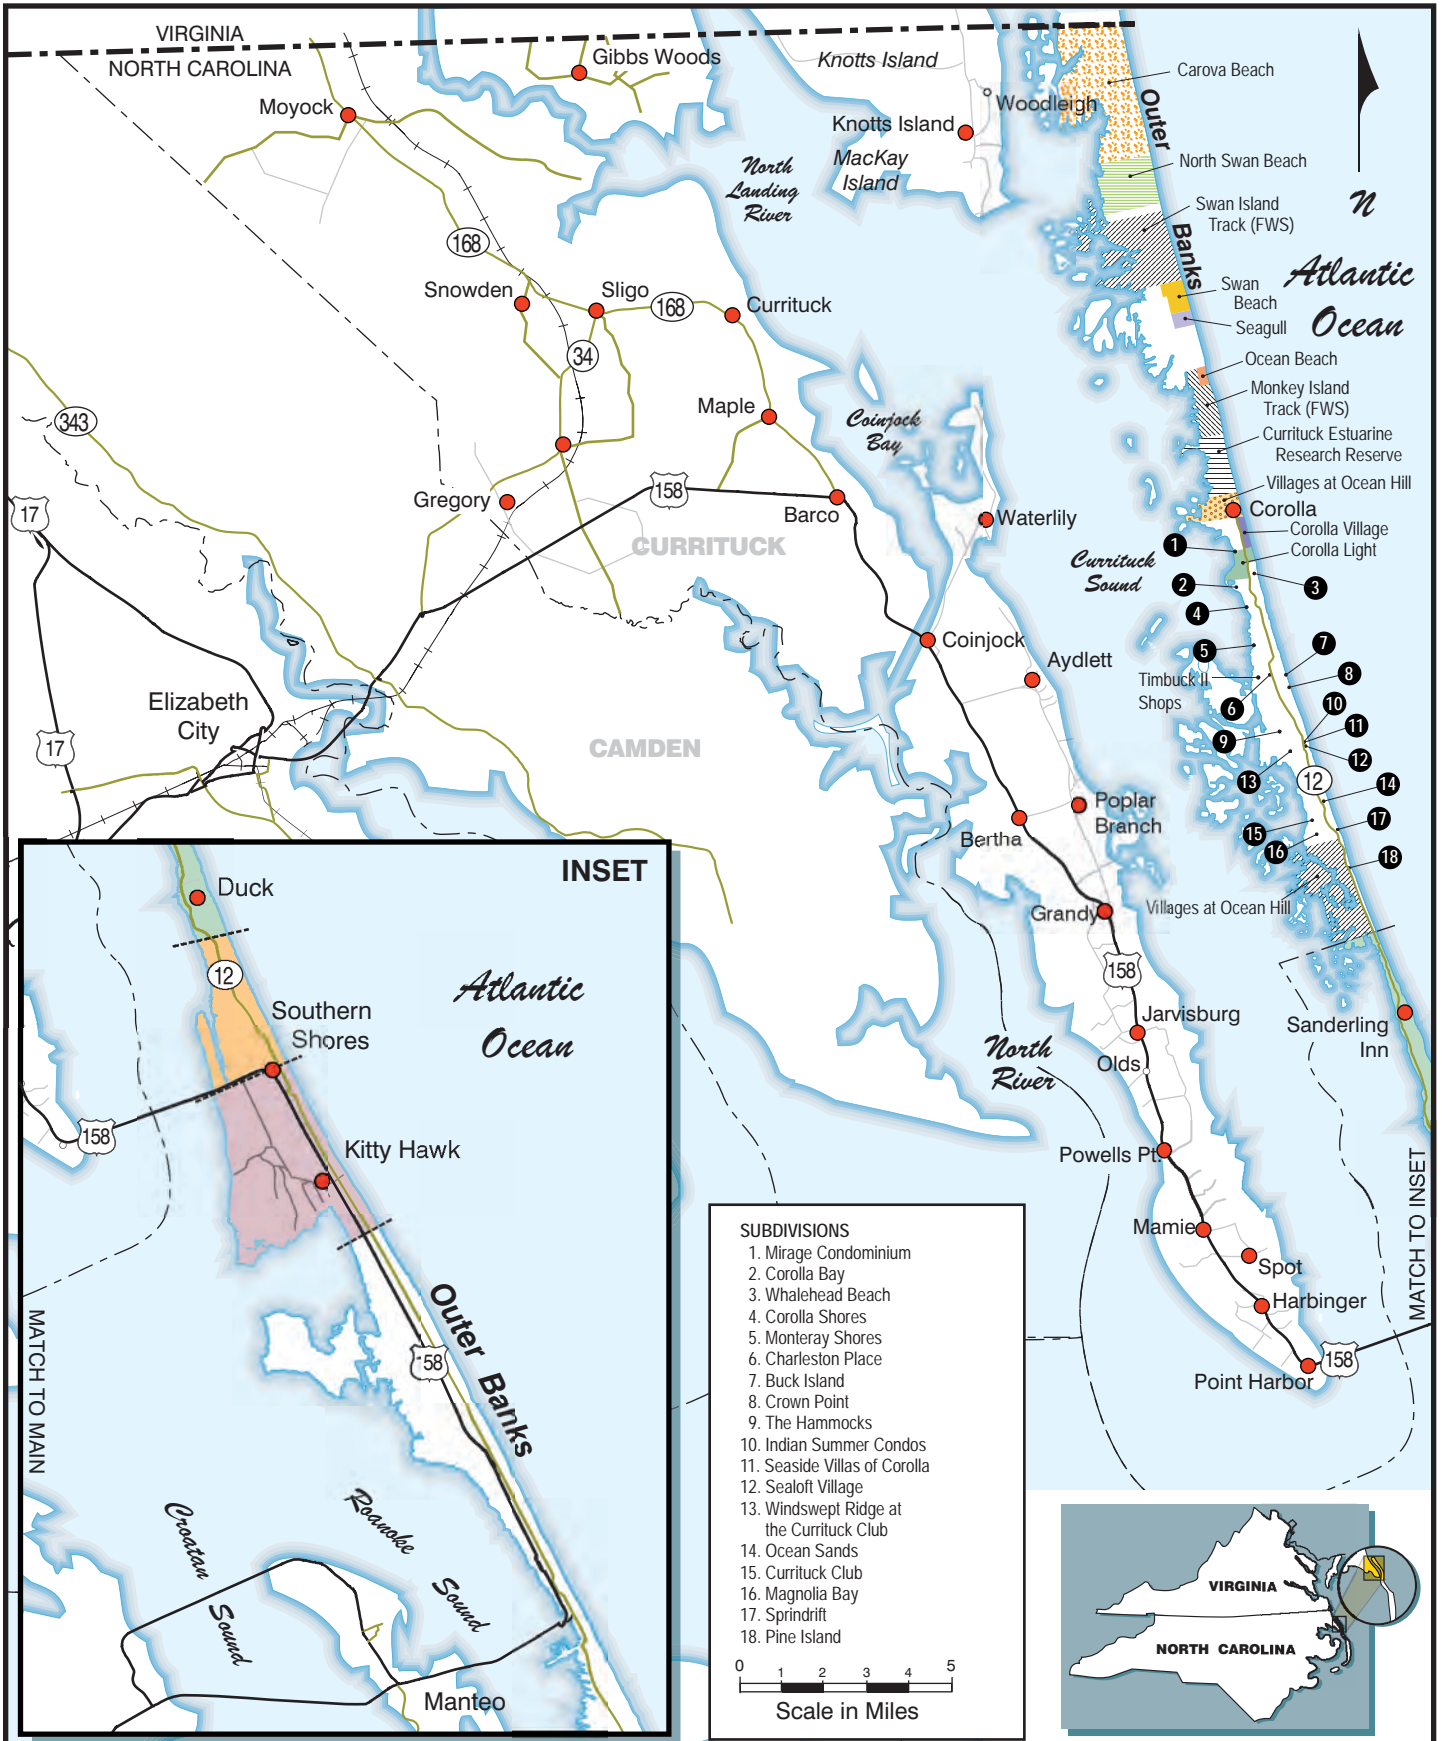 VIRGINIA
NORTH CAROLINA
Gibbs Woods
Moyock
Knotts Island
Woodleigh
Knotts Island
MacKay
Island
North
Landing
River
Outer
Banks
Carova Beach
North Swan Beach
Swan Island
Track (FWS)
N
Atlantic
Ocean
Swan
Beach
Seagull
Ocean Beach
Monkey Island
Track (FWS)
Currituck Estuarine
Research Reserve
Villages at Ocean Hill
Corolla
Corolla Village
Corolla Light
168
Snowden
Sligo
168
Currituck
34
343
Maple
Coinjock
Bay
Gregory
158
Barco
17
CURRITUCK
Waterlily
Currituck
Sound
1
2
3
4
5
6
7
8
9
10
11
12
13
14
15
16
17
18
12
Timbuck II
Shops
Coinjock
Aydlett
Elizabeth
City
17
CAMDEN
Poplar
Branch
Bertha
Grandy
Villages at Ocean Hill
158
Jarvisburg
Sanderling
Inn
Olds
North
River
Powells Pt.
Mamie
Spot
Harbinger
158
Point Harbor
MATCH TO INSET
INSET
Duck
12
Southern
Shores
Atlantic
Ocean
158
Kitty Hawk
MATCH TO MAIN
Outer Banks
158
Croatan
Sound
Roanoke
Sound
Manteo
SUBDIVISIONS
1. Mirage Condominium
2. Corolla Bay
3. Whalehead Beach
4. Corolla Shores
5. Monteray Shores
6. Charleston Place
7. Buck Island
8. Crown Point
9. The Hammocks
10. Indian Summer Condos
11. Seaside Villas of Corolla
12. Sealoft Village
13. Windswept Ridge at
the Currituck Club
14. Ocean Sands
15. Currituck Club
16. Magnolia Bay
17. Sprindrift
18. Pine Island
0 1 2 3 4 5
Scale in Miles
VIRGINIA
NORTH CAROLINA